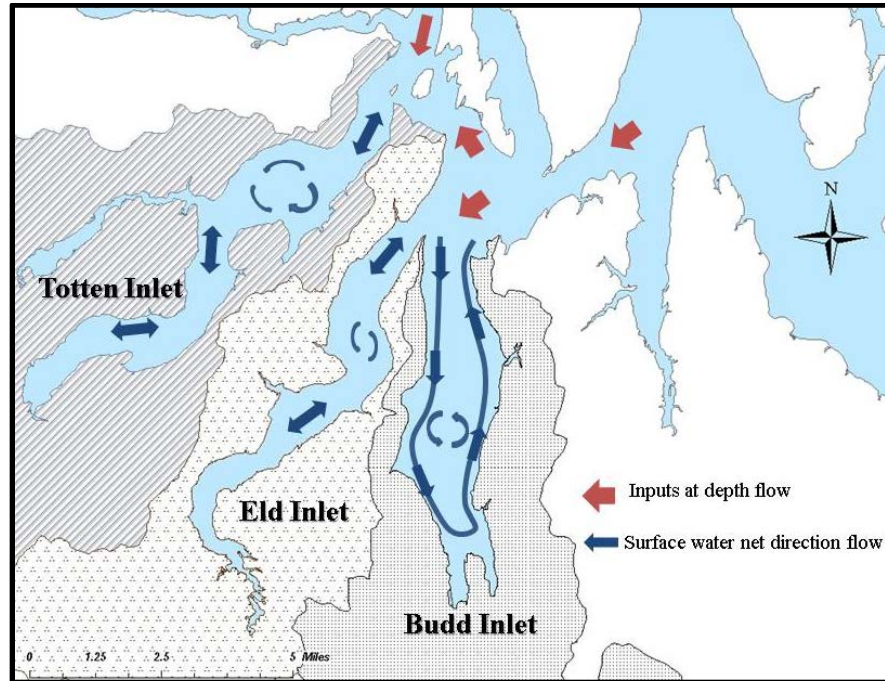 N
Totten Inlet
Eld Inlet
Budd Inlet
Inputs at depth flow
Surface water net direction flow
0 1.25 2.5 5 Miles